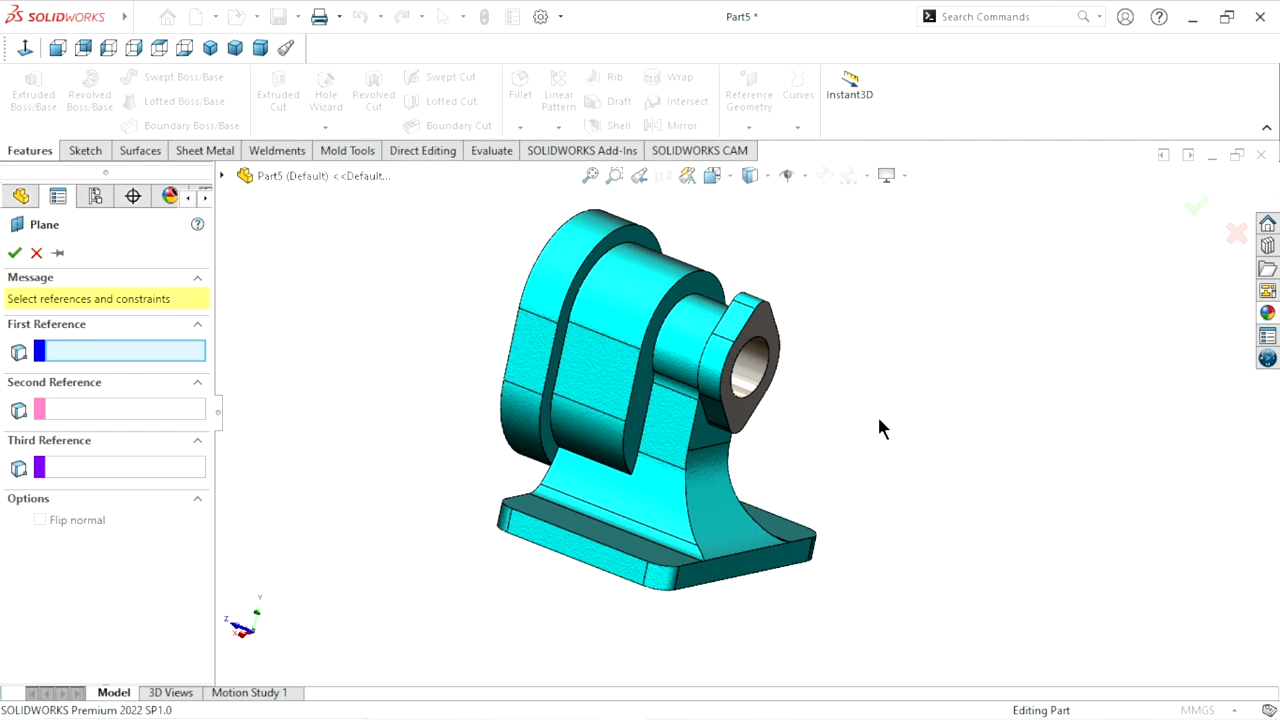 SOLIDWORKS
Part5 *
Search Commands
Extruded Boss/Base
Revolved Boss/Base
Swept Boss/Base
Lofted Boss/Base
Boundary Boss/Base
Extruded Cut
Hole Wizard
Revolved Cut
Swept Cut
Lofted Cut
Boundary Cut
Fillet
Linear Pattern
Rib
Draft
Shell
Wrap
Intersect
Mirror
Reference Geometry
Curves
Instant3D
Features
Sketch
Surfaces
Sheet Metal
Weldments
Mold Tools
Direct Editing
Evaluate
SOLIDWORKS Add-Ins
SOLIDWORKS CAM
Part5 (Default) <<Default...
Plane
Message
Select references and constraints
First Reference
Second Reference
Third Reference
Options
Flip normal
Y
Z
X
Model
3D Views
Motion Study 1
SOLIDWORKS Premium 2022 SP1.0
Editing Part
MMGS